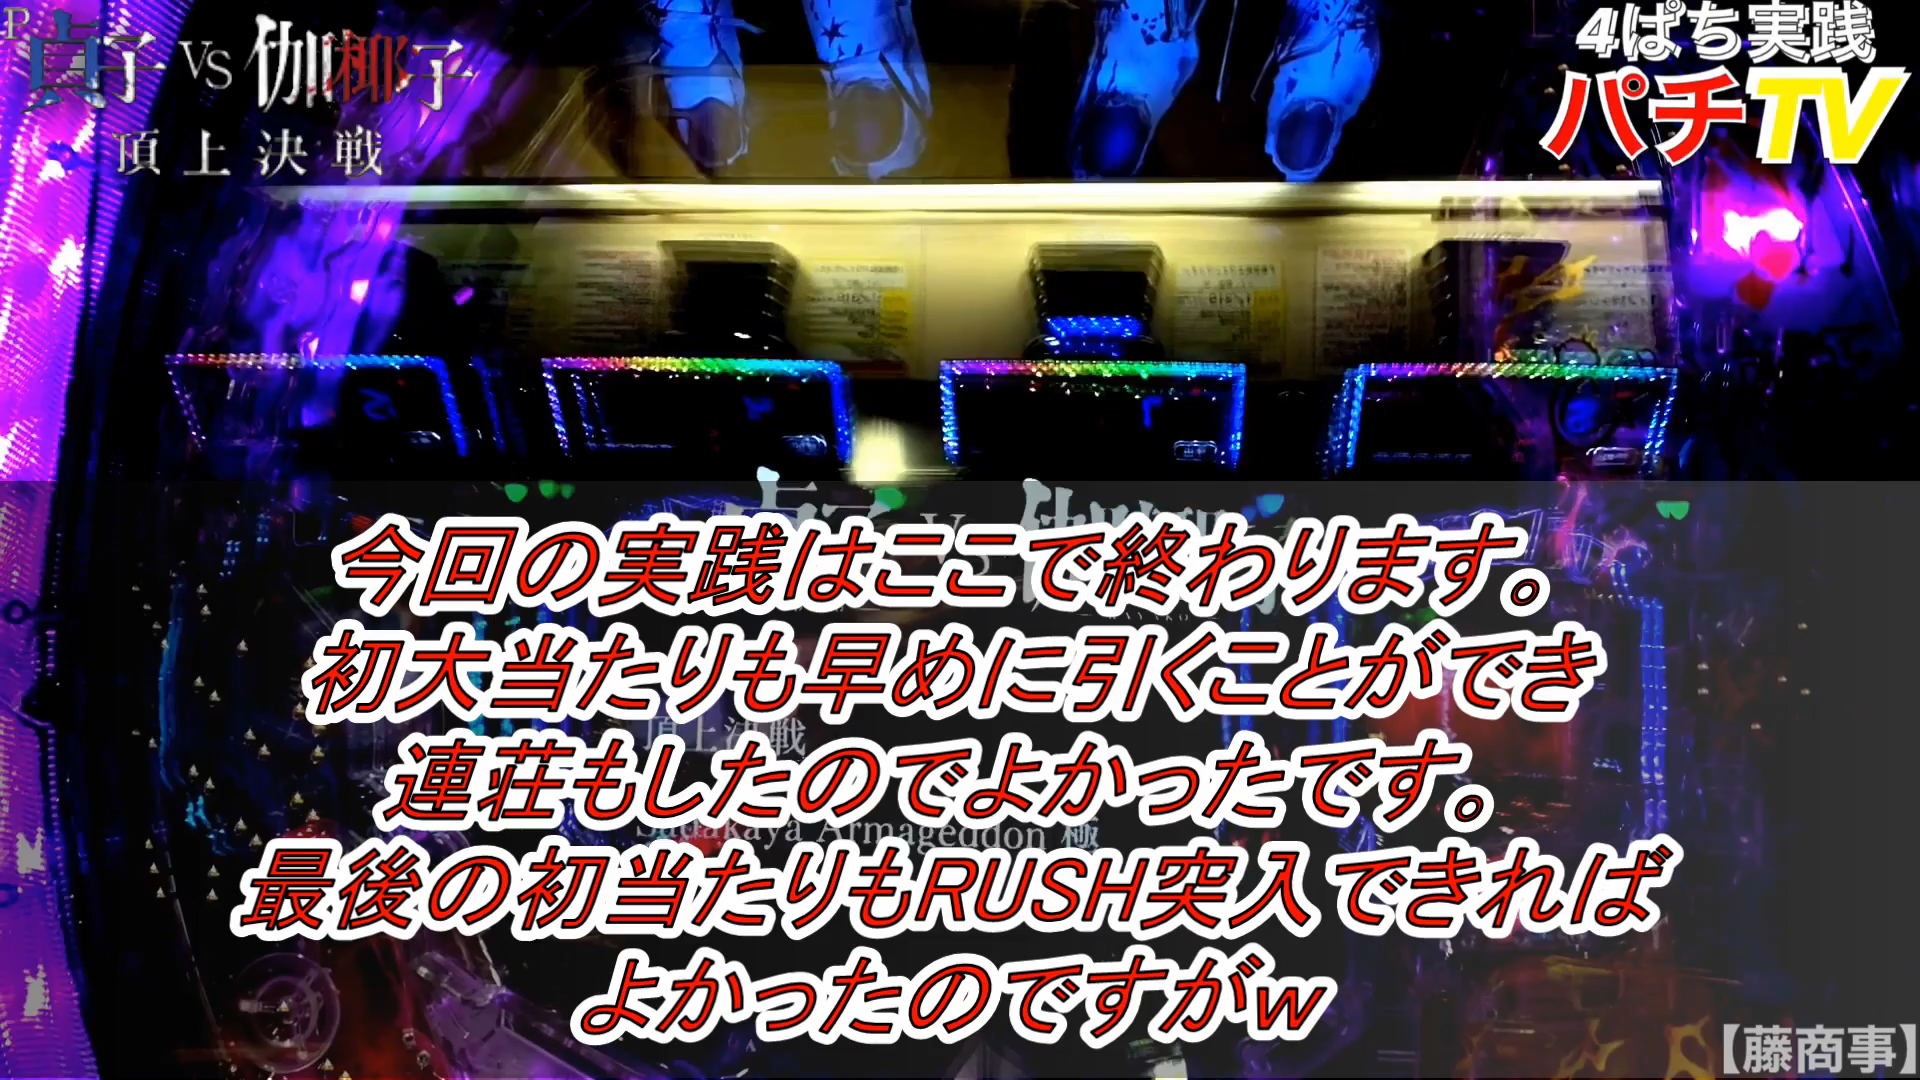 P貞子 VS 伽椰子
頂上決戦
4ぱち実践
パチTV
今回の実践はここで終わります。
初大当たりも早めに引くことができ
連荘もしたのでよかったです。
最後の初当たりもRUSH突入できれば
よかったのですがw
頂上決戦
Sadakaya Armageddon 極
【藤商事】